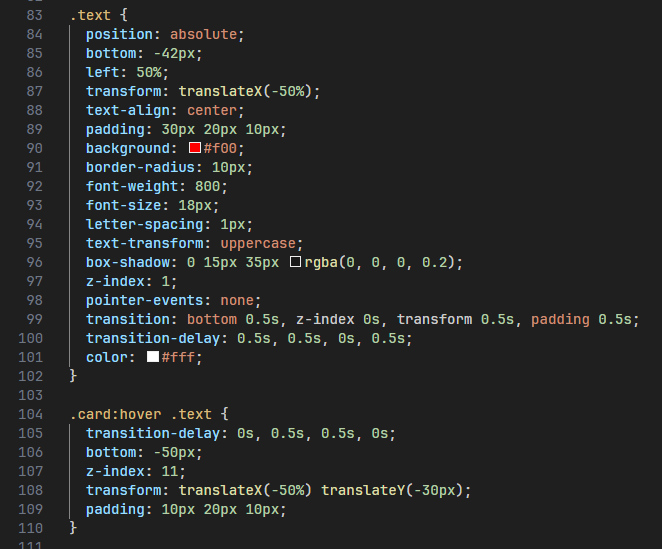 83 .text {
84 position: absolute;
85 bottom: -42px;
86 left: 50%;
87 transform: translateX(-50%);
88 text-align: center;
89 padding: 30px 20px 10px;
90 background: #f00;
91 border-radius: 10px;
92 font-weight: 800;
93 font-size: 18px;
94 letter-spacing: 1px;
95 text-transform: uppercase;
96 box-shadow: 0 15px 35px rgba(0, 0, 0, 0.2);
97 z-index: 1;
98 pointer-events: none;
99 transition: bottom 0.5s, z-index 0s, transform 0.5s, padding 0.5s;
100 transition-delay: 0.5s, 0.5s, 0s, 0.5s;
101 color: #fff;
102 }
103
104 .card:hover .text {
105 transition-delay: 0s, 0.5s, 0.5s, 0s;
106 bottom: -50px;
107 z-index: 11;
108 transform: translateX(-50%) translateY(-30px);
109 padding: 10px 20px 10px;
110 }